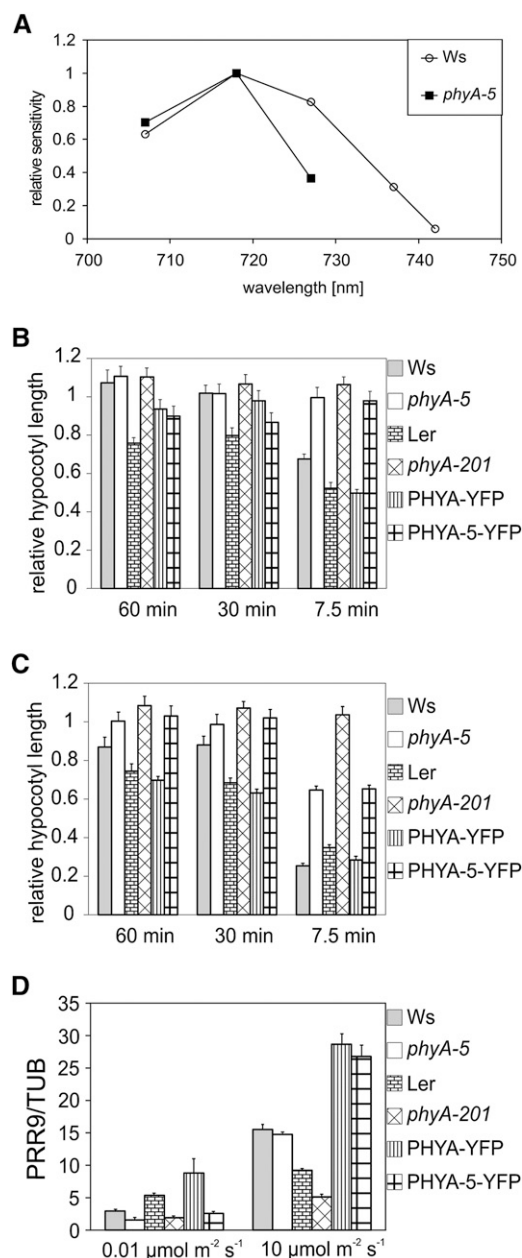 A
1.2
1
0.8
0.6
0.4
0.2
0
relative sensitivity
700 710 720 730 740 750
wavelength [nm]
Ws
phyA-5
B
1.2
1
0.8
0.6
0.4
0.2
0
relative hypocotyl length
60 min 30 min 7.5 min
Ws
phyA-5
Ler
phyA-201
PHYA-YFP
PHYA-5-YFP
C
1.2
1
0.8
0.6
0.4
0.2
0
relative hypocotyl length
60 min 30 min 7.5 min
Ws
phyA-5
Ler
phyA-201
PHYA-YFP
PHYA-5-YFP
D
35
30
25
20
15
10
5
0
PRR9/TUB
0.01 µmol m⁻² s⁻¹ 10 µmol m⁻² s⁻¹
Ws
phyA-5
Ler
phyA-201
PHYA-YFP
PHYA-5-YFP